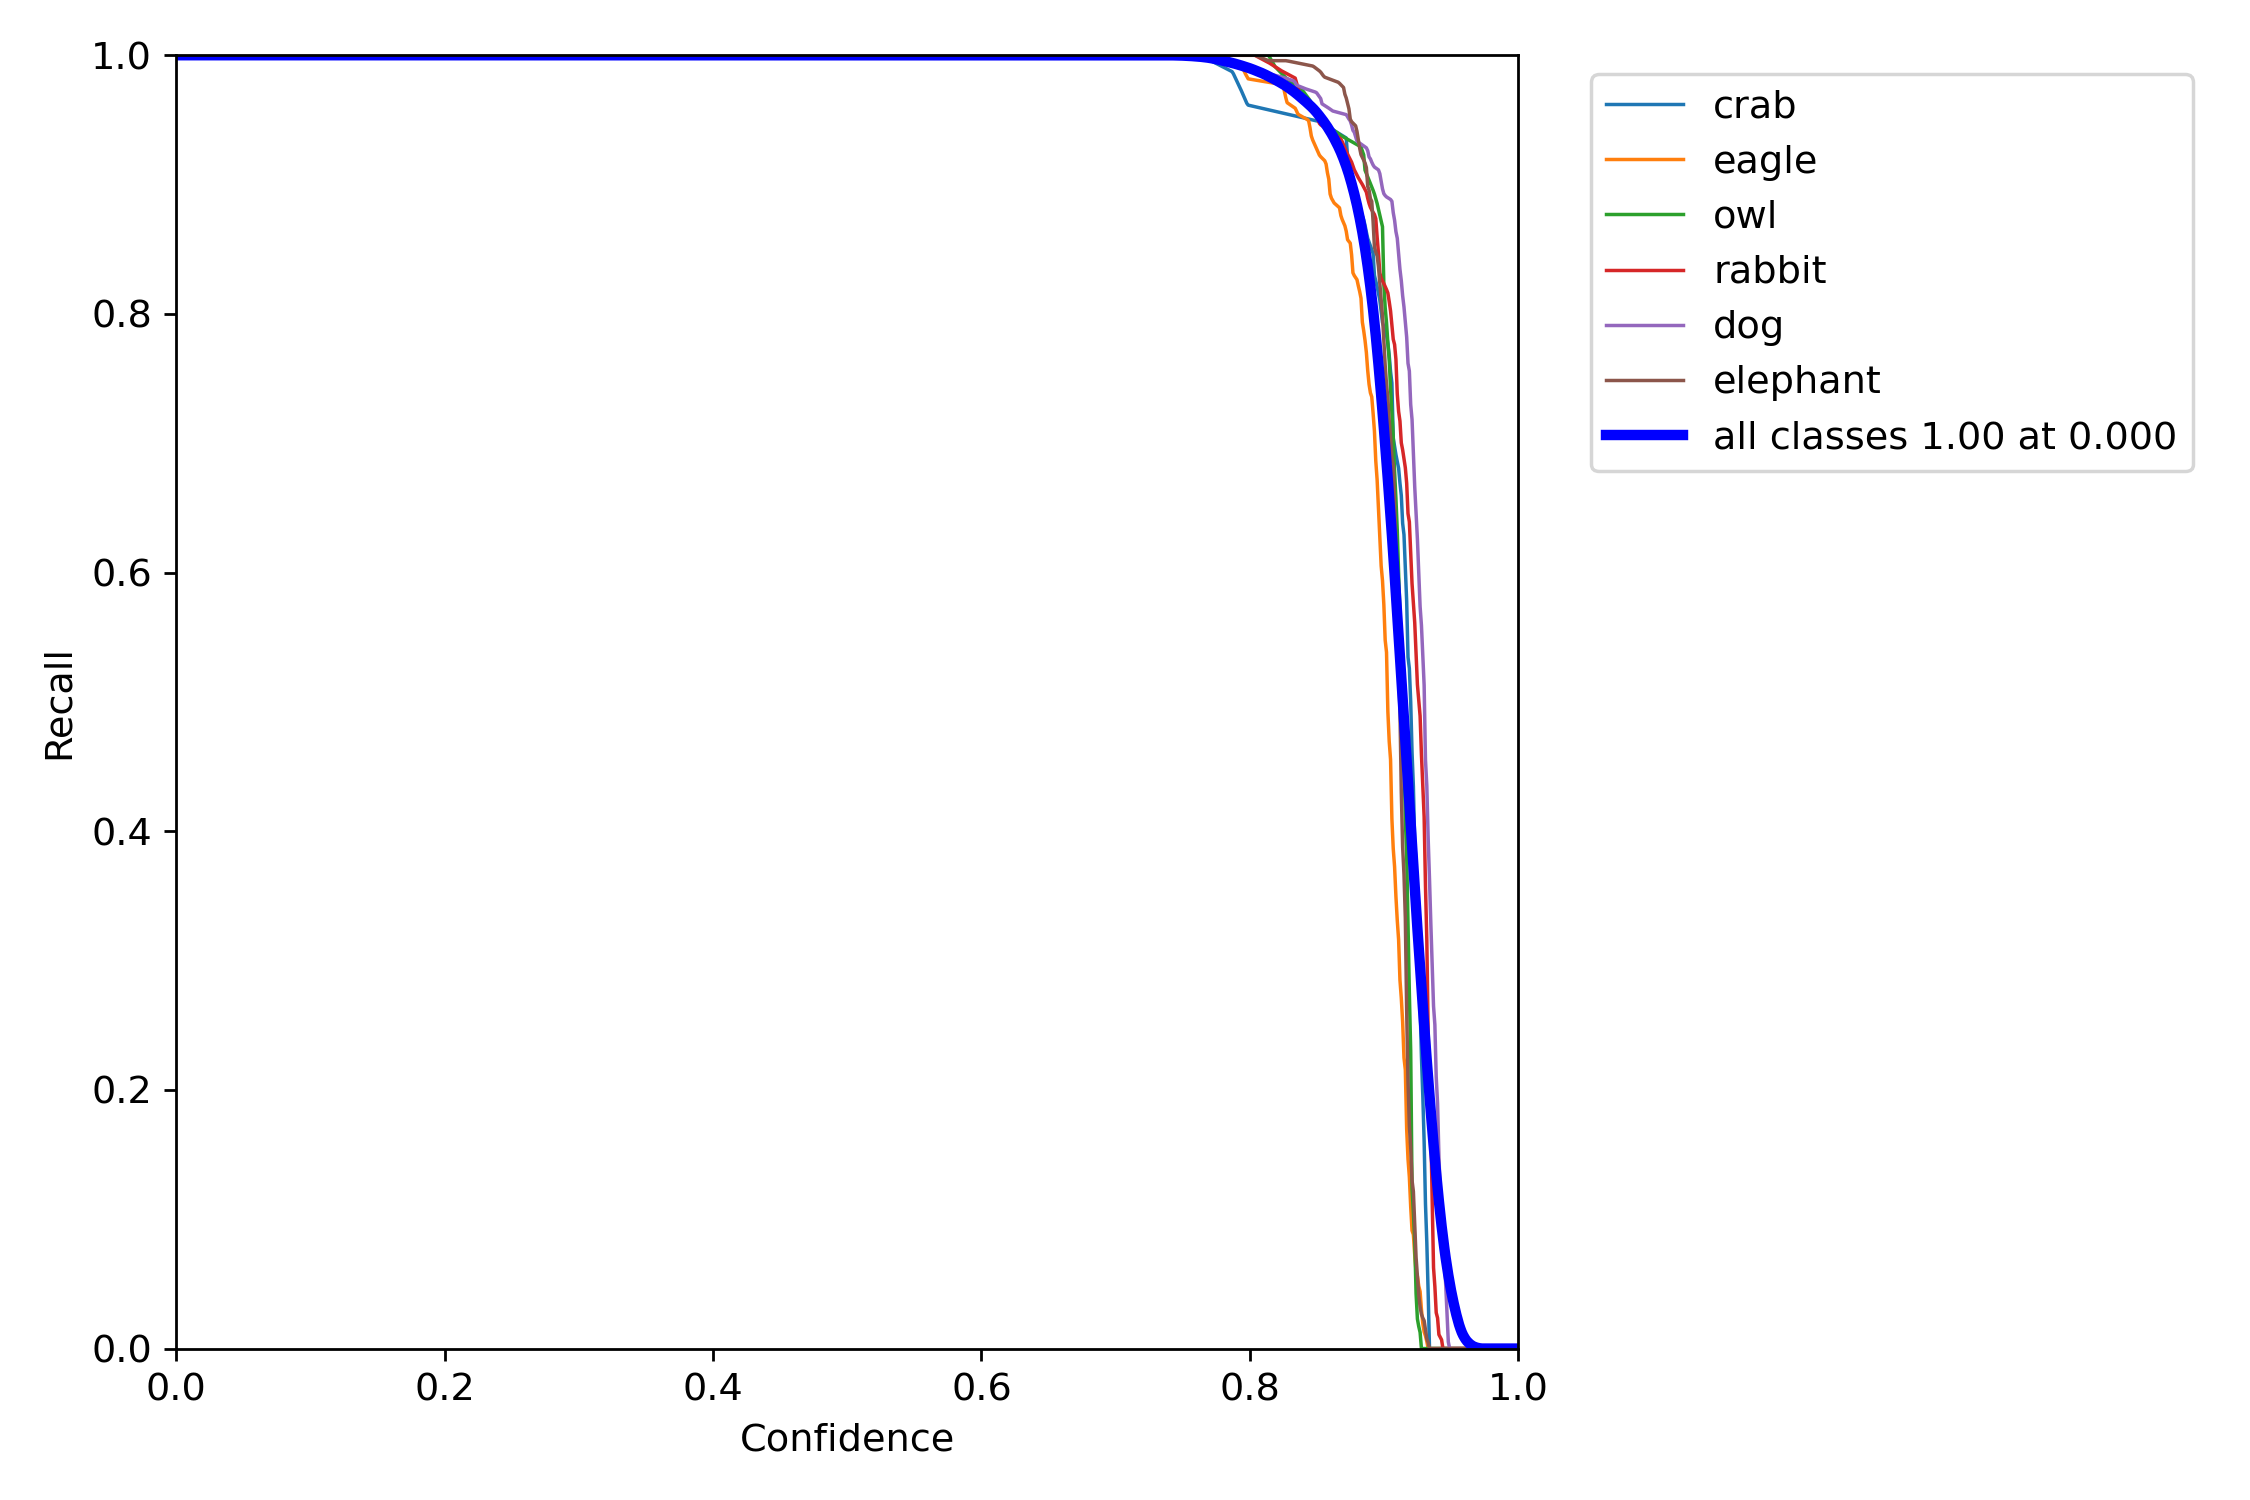 1.0
0.8
0.6
0.4
0.2
0.0
Recall
0.0 0.2 0.4 0.6 0.8 1.0
Confidence
crab
eagle
owl
rabbit
dog
elephant
all classes 1.00 at 0.000